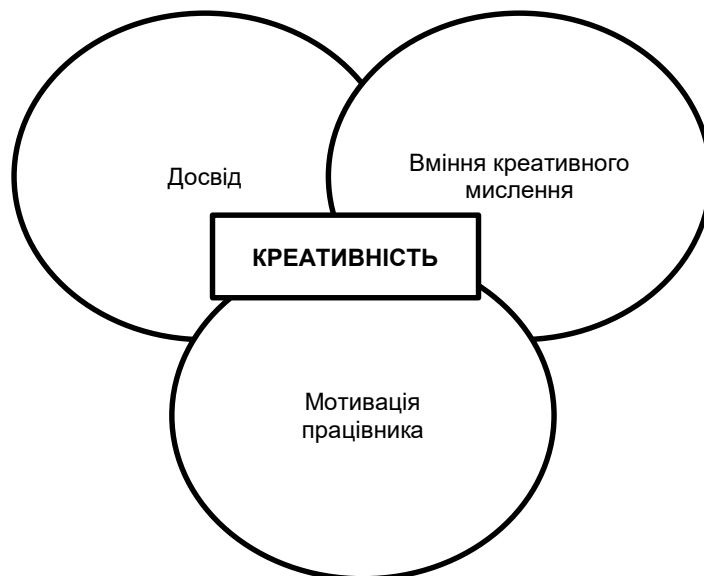 Досвід
Вміння креативного
мислення
КРЕАТИВНІСТЬ
Мотивація
працівника